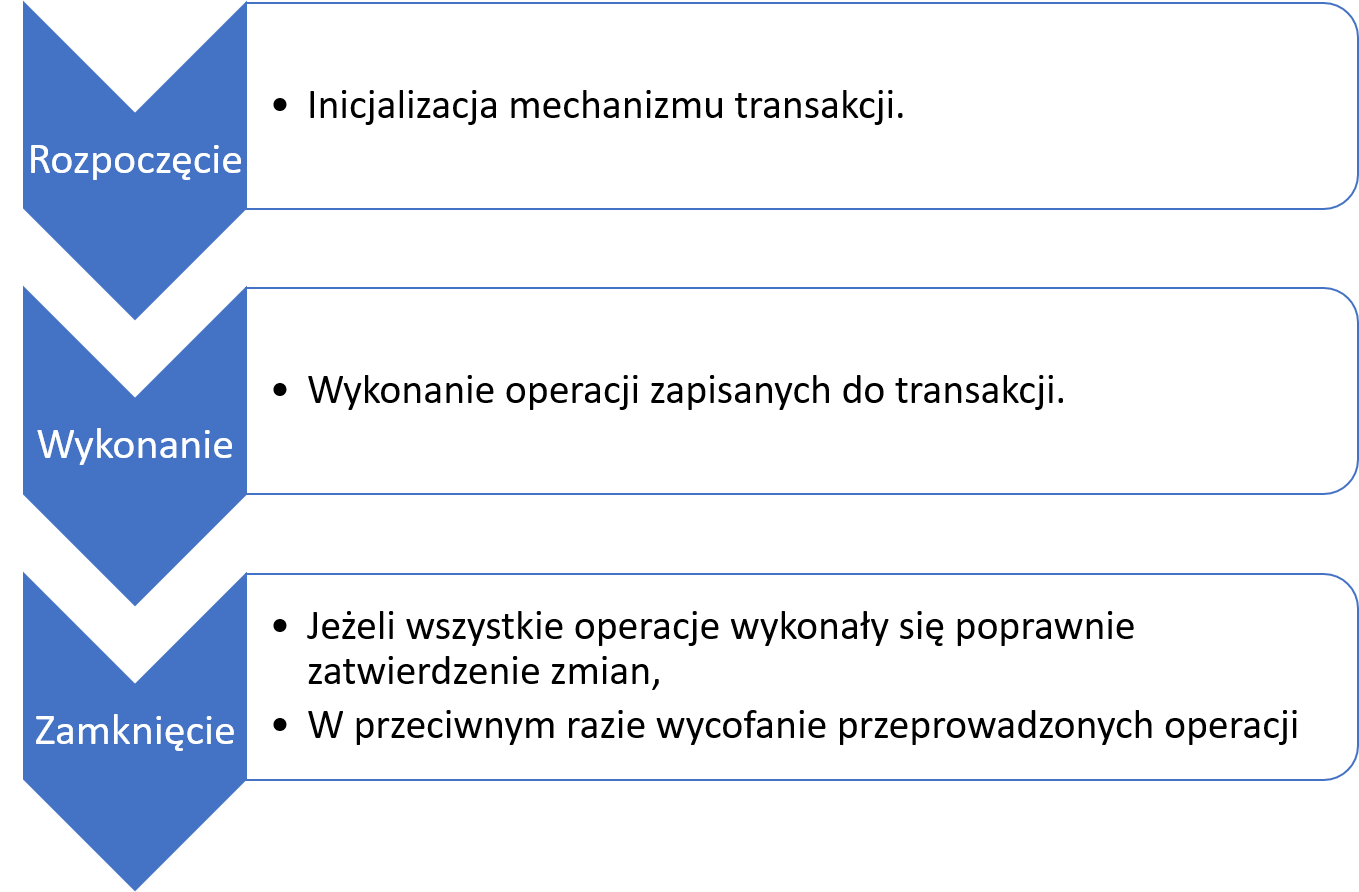 Rozpoczęcie
• Inicjalizacja mechanizmu transakcji.
Wykonanie
• Wykonanie operacji zapisanych do transakcji.
Zamknięcie
• Jeżeli wszystkie operacje wykonały się poprawnie
zatwierdzenie zmian,
• W przeciwnym razie wycofanie przeprowadzonych operacji